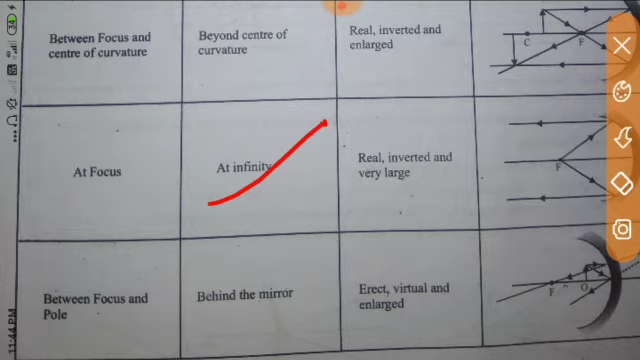 Between Focus and
centre of curvature
Beyond centre of
curvature
Real, inverted and
enlarged
C
F
At Focus
At infinity
Real, inverted and
very large
F
Between Focus and
Pole
Behind the mirror
Erect, virtual and
enlarged
F
O
11:44 PM
34